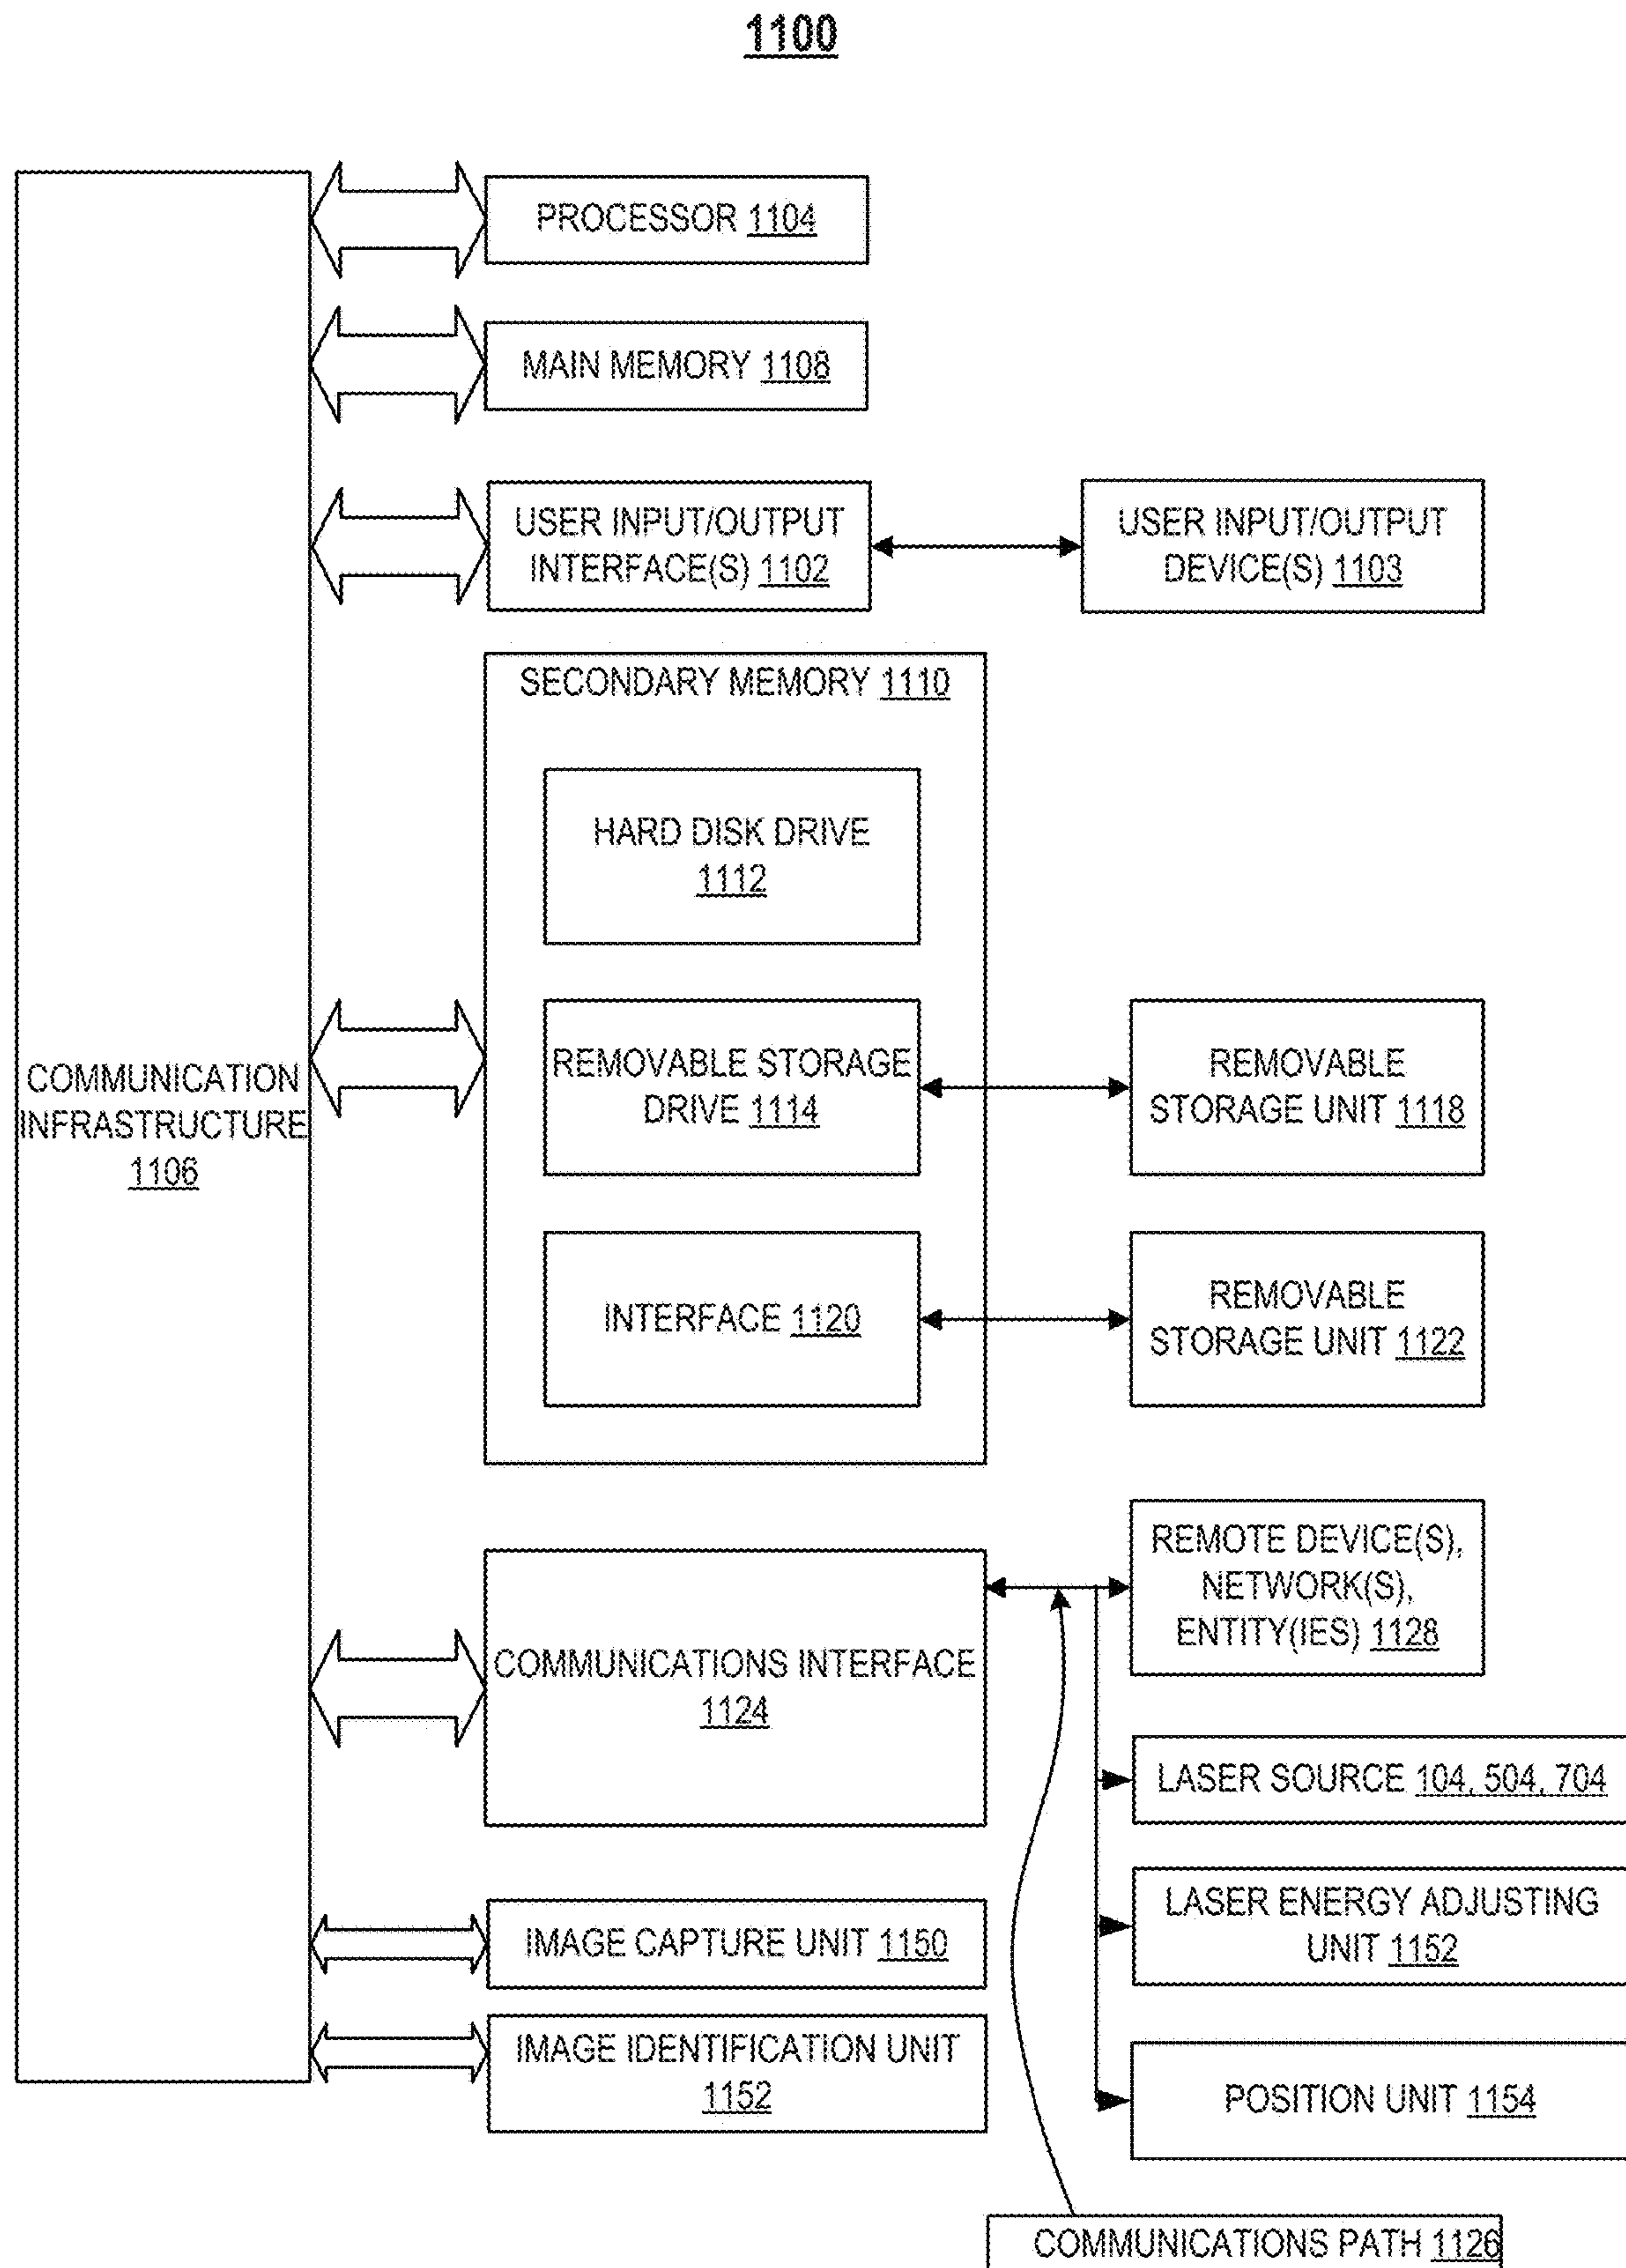 1100
PROCESSOR 1104
MAIN MEMORY 1108
USER INPUT/OUTPUT
INTERFACE(S) 1102
USER INPUT/OUTPUT
DEVICE(S) 1103
SECONDARY MEMORY 1110
HARD DISK DRIVE
1112
COMMUNICATION
INFRASTRUCTURE
1106
REMOVABLE STORAGE
DRIVE 1114
REMOVABLE
STORAGE UNIT 1118
INTERFACE 1120
REMOVABLE
STORAGE UNIT 1122
COMMUNICATIONS INTERFACE
1124
REMOTE DEVICE(S),
NETWORK(S),
ENTITY(IES) 1128
LASER SOURCE 104, 504, 704
IMAGE CAPTURE UNIT 1150
LASER ENERGY ADJUSTING
UNIT 1152
IMAGE IDENTIFICATION UNIT
1152
POSITION UNIT 1154
COMMUNICATIONS PATH 1126